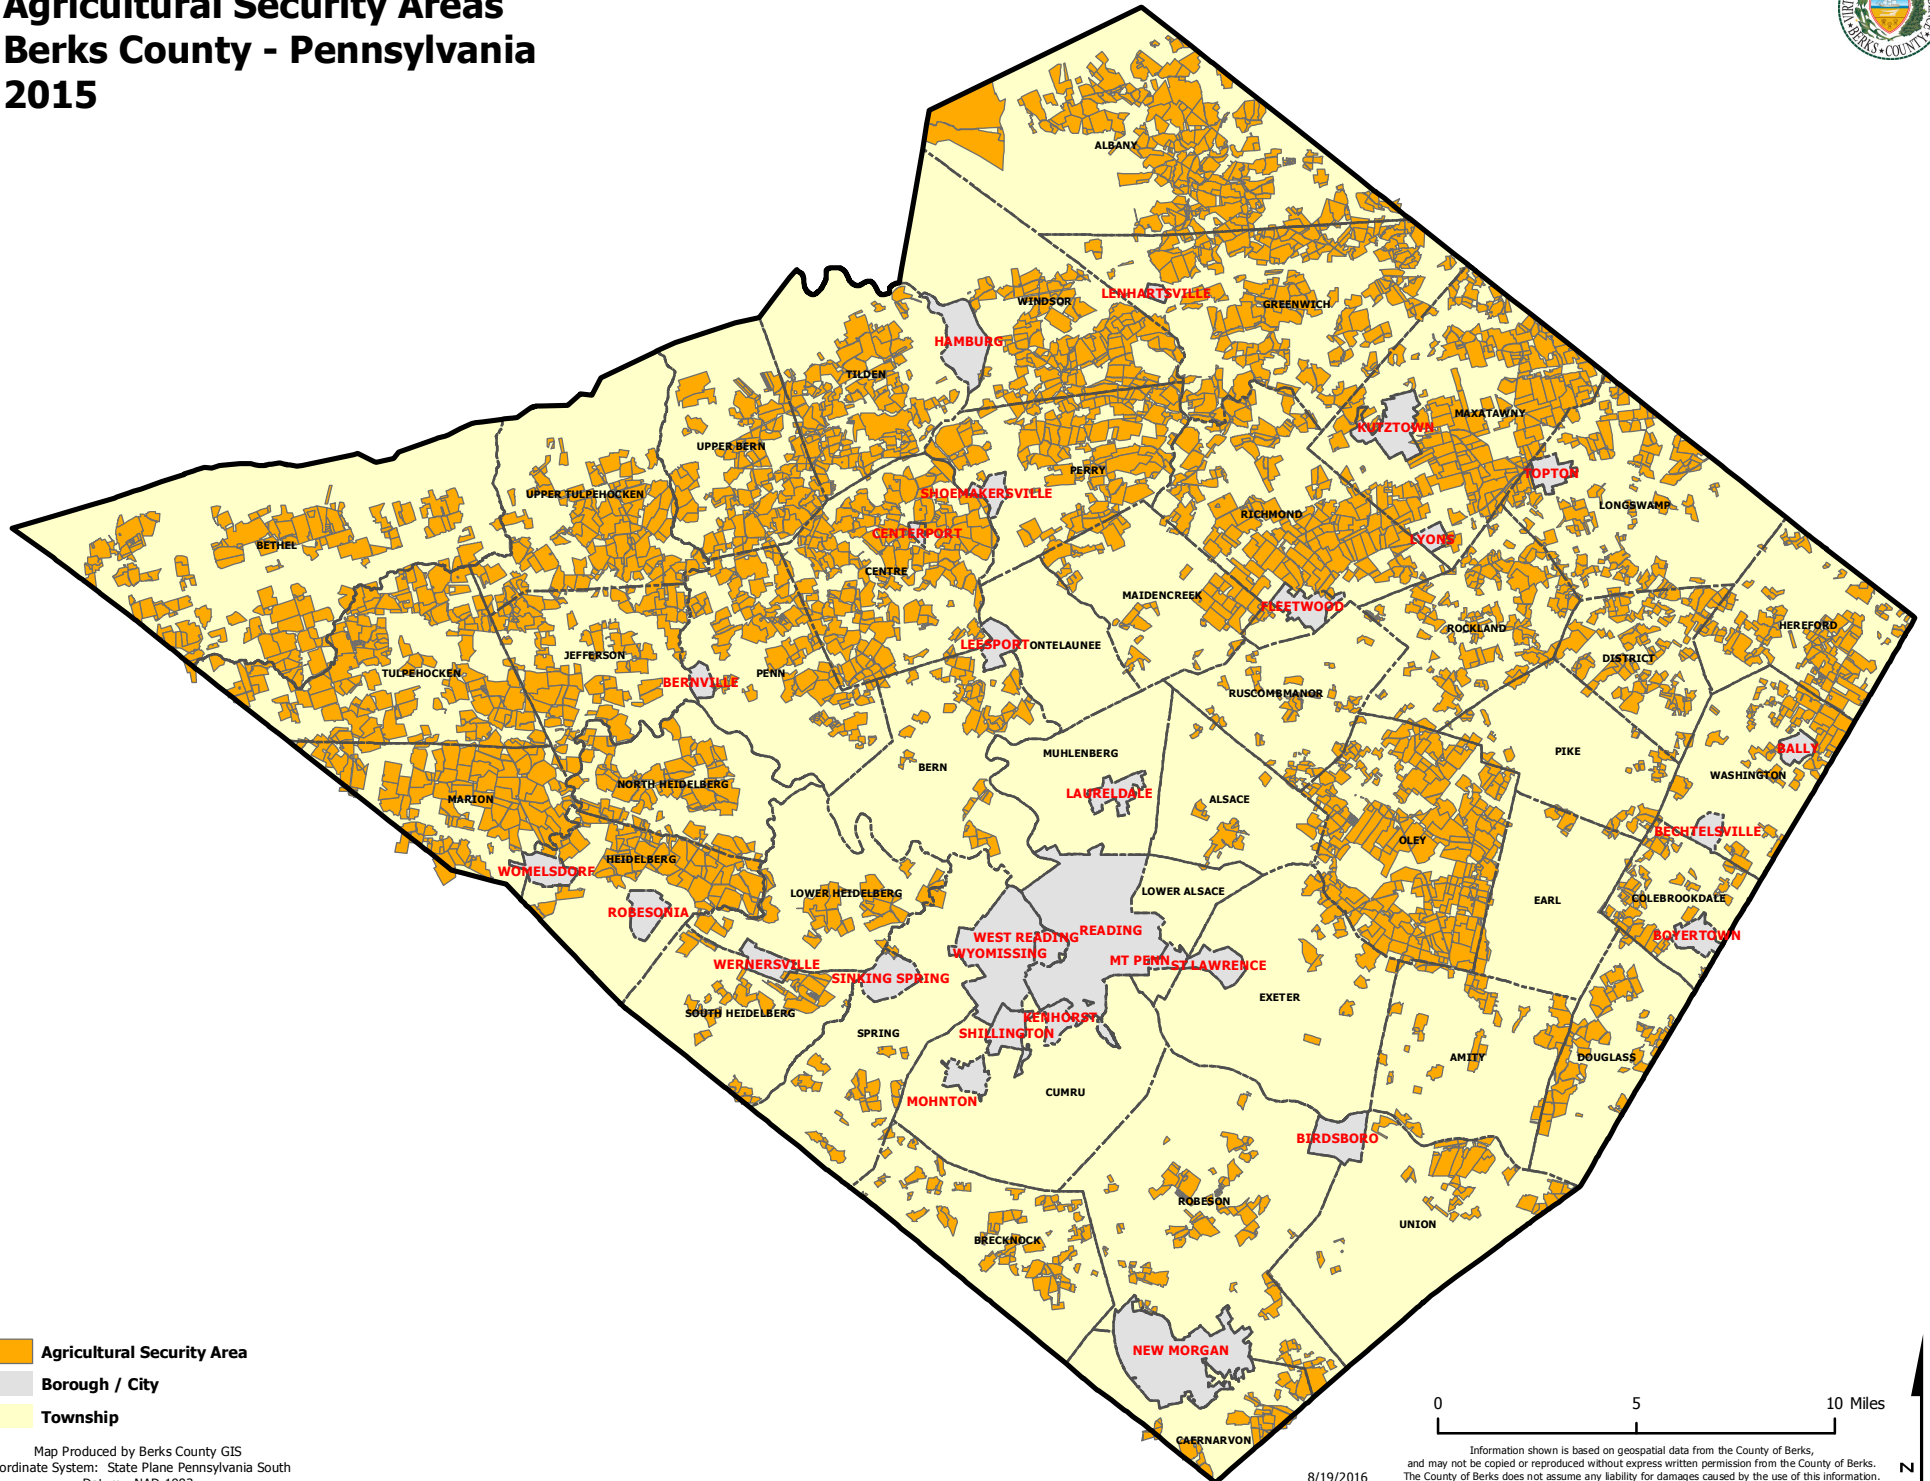 Agricultural Security Areas
Berks County - Pennsylvania
2015
BERKS COUNTY
ALBANY
WINDSOR
LENHARTSVILLE
GREENWICH
HAMBURG
TILDEN
MAXATAWNY
KUTZTOWN
UPPER BERN
PERRY
TOPTON
UPPER TULPEHOCKEN
SHOEMAKERSVILLE
LONGSWAMP
RICHMOND
CENTERPORT
LYONS
BETHEL
CENTRE
MAIDENCREEK
FLEETWOOD
ROCKLAND
HEREFORD
LEESPORT
ONTELAUNEE
JEFFERSON
DISTRICT
TULPEHOCKEN
PENN
BERNVILLE
RUSCOMBMANOR
MUHLENBERG
PIKE
BALLY
BERN
WASHINGTON
NORTH HEIDELBERG
LAURELDALE
MARION
ALSACE
BECHTELSVILLE
OLEY
HEIDELBERG
WOMELSDORF
LOWER HEIDELBERG
LOWER ALSACE
EARL
COLEBROOKDALE
ROBESONIA
READING
BOYERTOWN
WEST READING
WYOMISSING
MT PENN
ST LAWRENCE
WERNERSVILLE
SINKING SPRING
EXETER
SOUTH HEIDELBERG
KENHORST
SPRING
SHILLINGTON
AMITY
DOUGLASS
CUMRU
MOHNTON
BIRDSBORO
ROBESON
UNION
BRECKNOCK
NEW MORGAN
CAERNARVON
Agricultural Security Area
Borough / City
Township
Map Produced by Berks County GIS
ordinate System: State Plane Pennsylvania South
0 5 10 Miles
Information shown is based on geospatial data from the County of Berks,
and may not be copied or reproduced without express written permission from the County of Berks.
The County of Berks does not assume any liability for damages caused by the use of this information.
8/19/2016
N